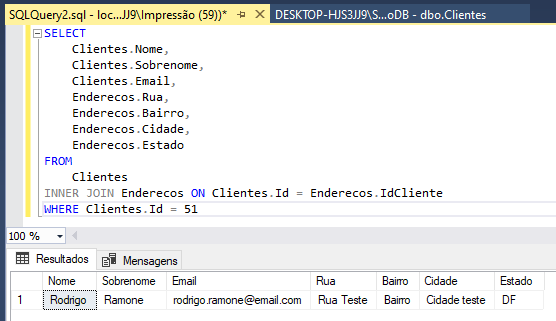 SQLQuery2.sql - loc...JJ9\Impressão (59))* DESKTOP-HJS3JJ9\S...oDB - dbo.Clientes
SELECT
Clientes.Nome,
Clientes.Sobrenome,
Clientes.Email,
Enderecos.Rua,
Enderecos.Bairro,
Enderecos.Cidade,
Enderecos.Estado
FROM
Clientes
INNER JOIN Enderecos ON Clientes.Id = Enderecos.IdCliente
WHERE Clientes.Id = 51
100 %
Resultados Mensagens
Nome Sobrenome Email Rua Bairro Cidade Estado
1 Rodrigo Ramone rodrigo.ramone@email.com Rua Teste Bairro Cidade teste DF